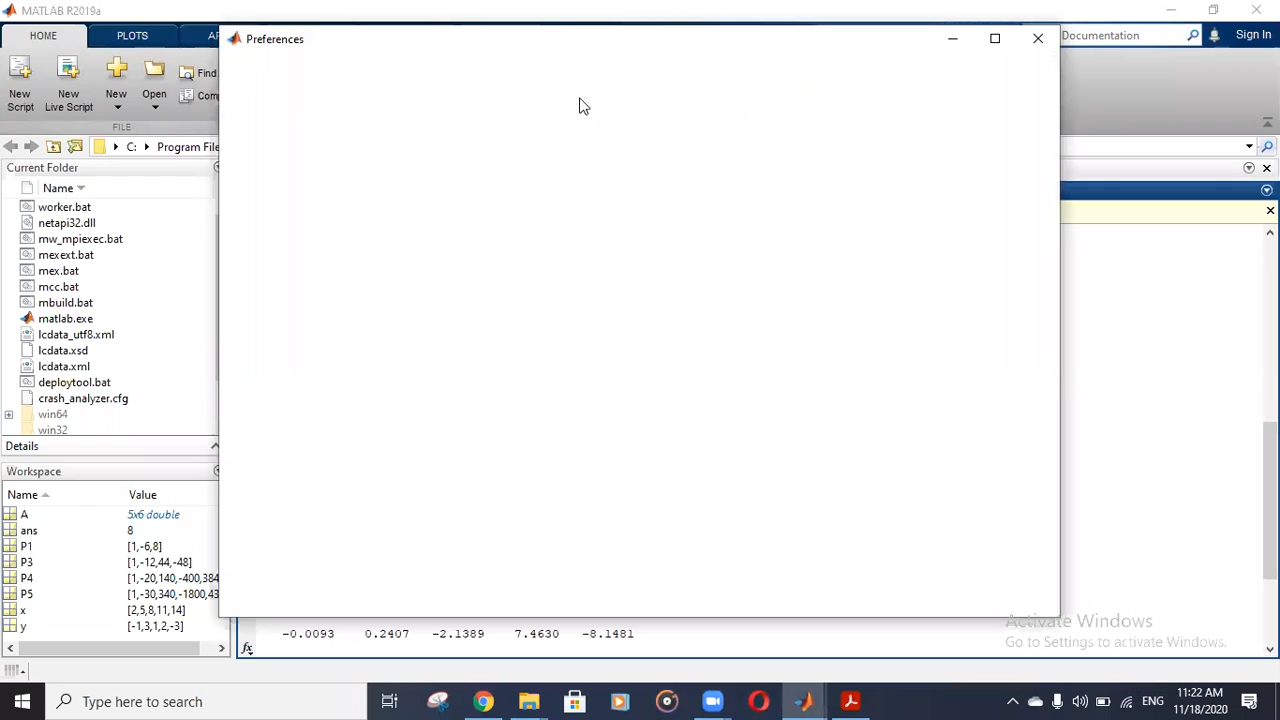 MATLAB R2019a
HOME
PLOTS
Documentation
Sign In
New Script
New Live Script
New
Open
Find
FILE
C:
Program File
Preferences
Current Folder
Name
worker.bat
netapi32.dll
mw_mpiexec.bat
mexext.bat
mex.bat
mcc.bat
mbuild.bat
matlab.exe
lcdata_utf8.xml
lcdata.xsd
lcdata.xml
deploytool.bat
crash_analyzer.cfg
win64
win32
Details
Workspace
Name Value
A 5x6 double
ans 8
P1 [1,-6,8]
P3 [1,-12,44,-48]
P4 [1,-20,140,-400,384
P5 [1,-30,340,-1800,43
x [2,5,8,11,14]
y [-1,3,1,2,-3]
-0.0093 0.2407 -2.1389 7.4630 -8.1481
fx
Activate Windows
Go to Settings to activate Windows.
Type here to search
ENG
11:22 AM
11/18/2020